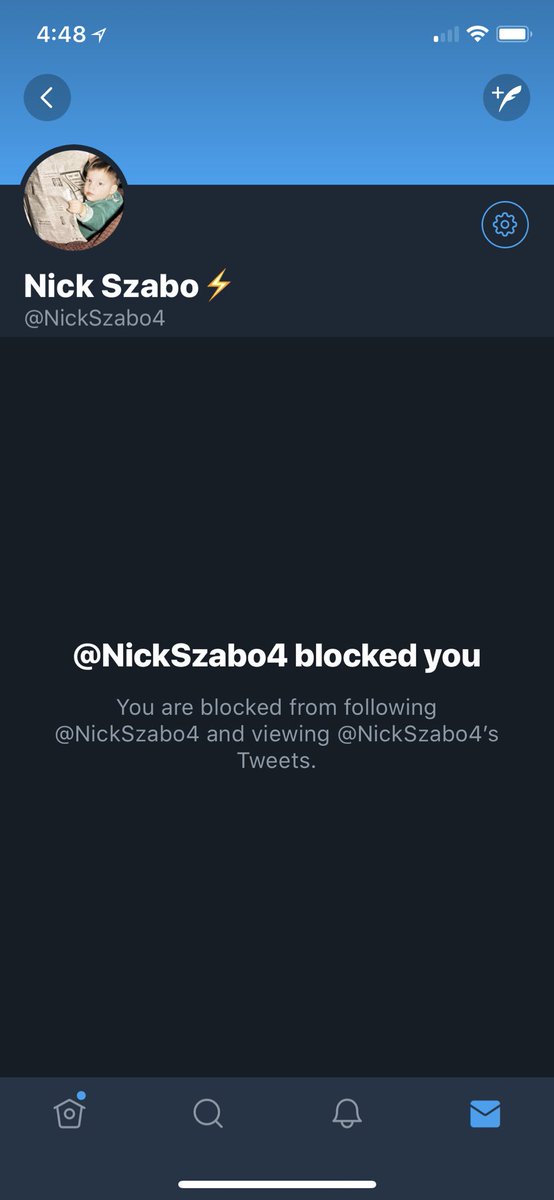 4:48
Nick Szabo⚡
@NickSzabo4
@NickSzabo4 blocked you
You are blocked from following
@NickSzabo4 and viewing @NickSzabo4’s
Tweets.